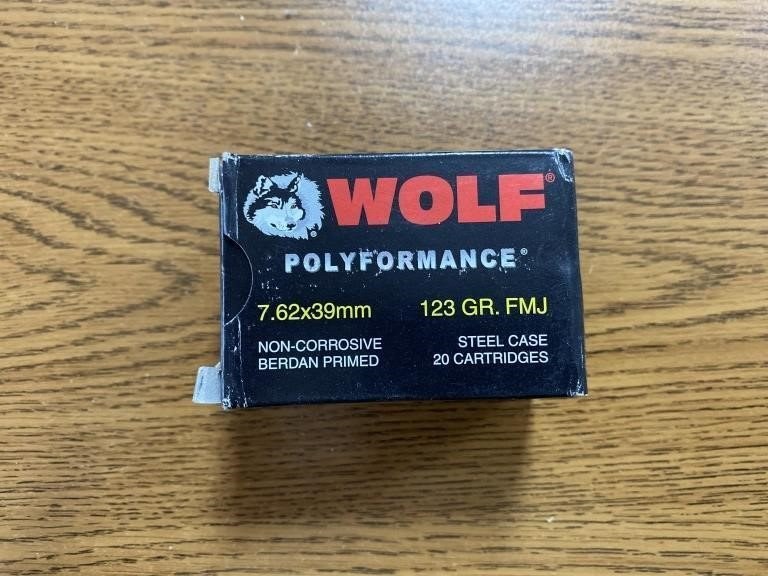 WOLF®
POLYFORMANCE®
7.62x39mm 123 GR. FMJ
NON-CORROSIVE STEEL CASE
BERDAN PRIMED 20 CARTRIDGES